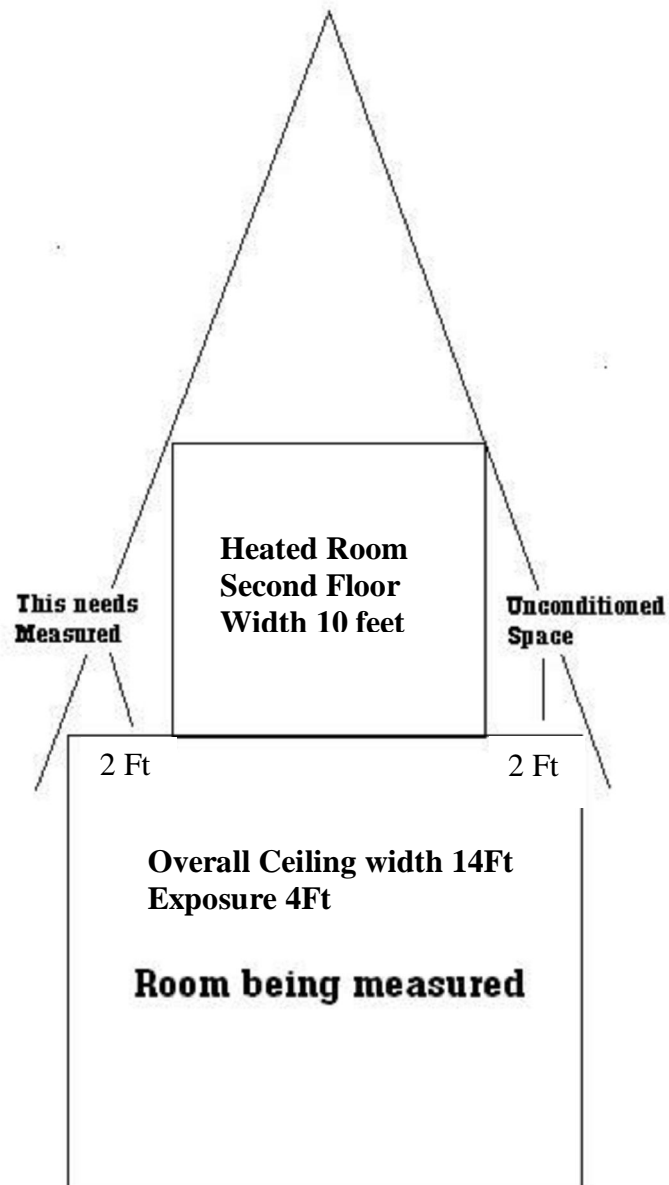 Heated Room
Second Floor
Width 10 feet
This needs
Measured
Unconditioned
Space
2 Ft
2 Ft
Overall Ceiling width 14Ft
Exposure 4Ft
Room being measured